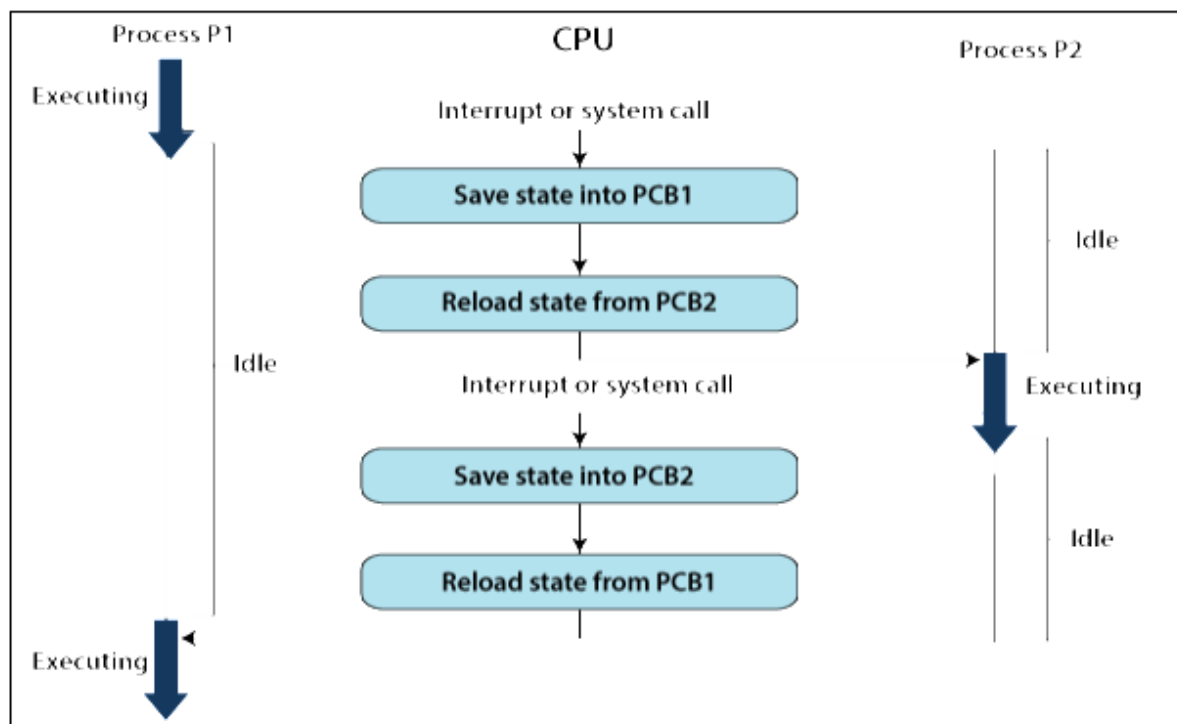 Process P1
CPU
Process P2
Executing
Interrupt or system call
Save state into PCB1
Idle
Reload state from PCB2
Idle
Interrupt or system call
Executing
Save state into PCB2
Idle
Reload state from PCB1
Executing